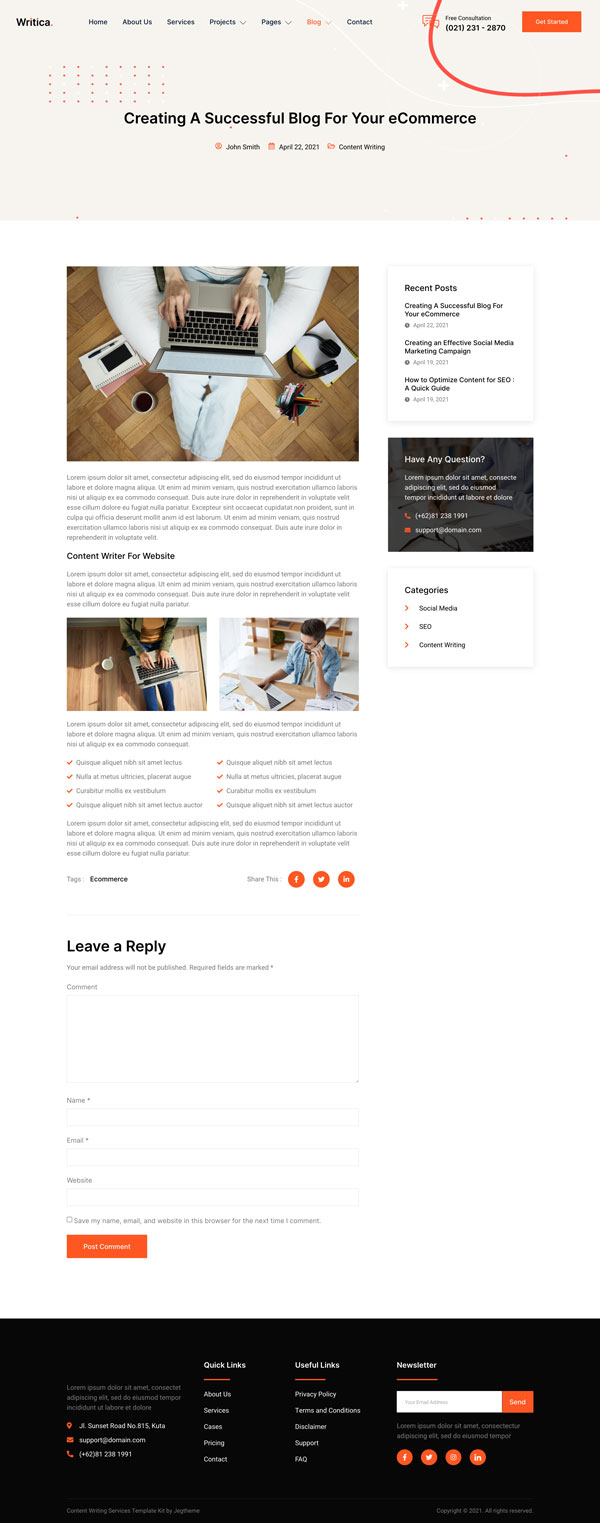 Writica.
Home About Us Services Projects Pages Blog Contact
Free Consultation
(021) 231 - 2870
Get Started
Creating A Successful Blog For Your eCommerce
John Smith April 22, 2021 Content Writing
Lorem ipsum dolor sit amet, consectetur adipiscing elit, sed do eiusmod tempor incididunt ut
labore et dolore magna aliqua. Ut enim ad minim veniam, quis nostrud exercitation ullamco laboris
nisi ut aliquip ex ea commodo consequat. Duis aute irure dolor in reprehenderit in voluptate velit
esse cillum dolore eu fugiat nulla pariatur. Excepteur sint occaecat cupidatat non proident, sunt in
culpa qui officia deserunt mollit anim id est laborum. Ut enim ad minim veniam, quis nostrud
exercitation ullamco laboris nisi ut aliquip ex ea commodo consequat. Duis aute irure dolor in
reprehenderit in voluptate velit.
Content Writer For Website
Lorem ipsum dolor sit amet, consectetur adipiscing elit, sed do eiusmod tempor incididunt ut
labore et dolore magna aliqua. Ut enim ad minim veniam, quis nostrud exercitation ullamco laboris
nisi ut aliquip ex ea commodo consequat. Duis aute irure dolor in reprehenderit in voluptate velit
esse cillum dolore eu fugiat nulla pariatur.
Lorem ipsum dolor sit amet, consectetur adipiscing elit, sed do eiusmod tempor incididunt ut
labore et dolore magna aliqua. Ut enim ad minim veniam, quis nostrud exercitation ullamco laboris
nisi ut aliquip ex ea commodo consequat.
Quisque aliquet nibh sit amet lectus
Nulla at metus ultricies, placerat augue
Curabitur mollis ex vestibulum
Quisque aliquet nibh sit amet lectus auctor
Quisque aliquet nibh sit amet lectus
Nulla at metus ultricies, placerat augue
Curabitur mollis ex vestibulum
Quisque aliquet nibh sit amet lectus auctor
Lorem ipsum dolor sit amet, consectetur adipiscing elit, sed do eiusmod tempor incididunt ut
labore et dolore magna aliqua. Ut enim ad minim veniam, quis nostrud exercitation ullamco laboris
nisi ut aliquip ex ea commodo consequat. Duis aute irure dolor in reprehenderit in voluptate velit
esse cillum dolore eu fugiat nulla pariatur.
Tags : Ecommerce
Share This :
Leave a Reply
Your email address will not be published. Required fields are marked *
Comment
Name *
Email *
Website
Save my name, email, and website in this browser for the next time I comment.
Post Comment
Recent Posts
Creating A Successful Blog For
Your eCommerce
April 22, 2021
Creating an Effective Social Media
Marketing Campaign
April 19, 2021
How to Optimize Content for SEO :
A Quick Guide
April 19, 2021
Have Any Question?
Lorem ipsum dolor sit amet, consecte
adipiscing elit, sed do eiusmod
tempor incididunt ut labore et dolore
(+62)81 238 1991
support@domain.com
Categories
Social Media
SEO
Content Writing
Lorem ipsum dolor sit amet, consectet
adipiscing elit, sed do eiusmod tempor
incididunt ut labore et dolore
Jl. Sunset Road No.815, Kuta
support@domain.com
(+62)81 238 1991
Quick Links
About Us
Services
Cases
Pricing
Contact
Useful Links
Privacy Policy
Terms and Conditions
Disclaimer
Support
FAQ
Newsletter
Your Email Address
Send
Lorem ipsum dolor sit amet, consectetur
adipiscing elit, sed do eiusmod tempor
Content Writing Services Template Kit by Jegtheme
Copyright © 2021. All rights reserved.